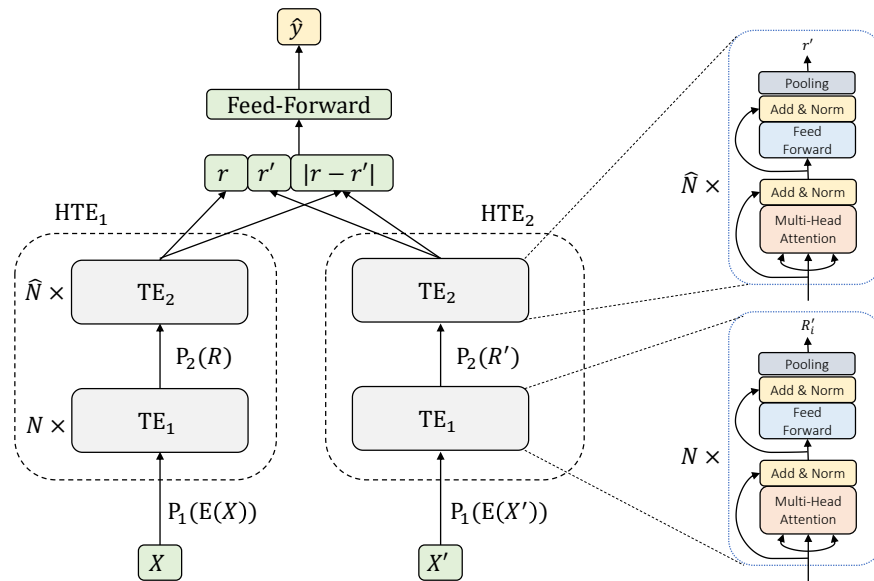 ŷ
Feed-Forward
r r′ |r − r′|
HTE₁
HTE₂
N̂ ×
TE₂
TE₂
P₂(R)
P₂(R′)
N ×
TE₁
TE₁
P₁(E(X))
P₁(E(X′))
X
X′
r′
Pooling
Add & Norm
Feed
Forward
N̂ ×
Add & Norm
Multi-Head
Attention
R′ᵢ
Pooling
Add & Norm
Feed
Forward
N ×
Add & Norm
Multi-Head
Attention